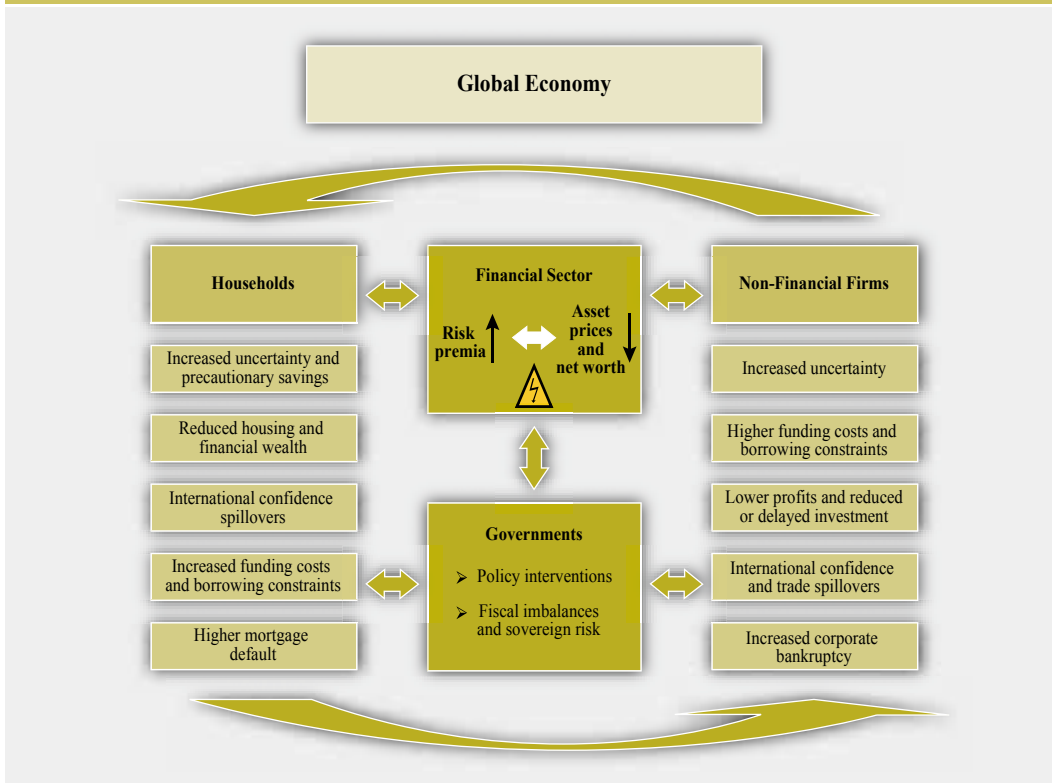 Global Economy
Households
Increased uncertainty and
precautionary savings
Reduced housing and
financial wealth
International confidence
spillovers
Increased funding costs
and borrowing constraints
Higher mortgage
default
Financial Sector
Risk
premia
Asset
prices
and
net worth
Governments
➢ Policy interventions
➢ Fiscal imbalances
and sovereign risk
Non-Financial Firms
Increased uncertainty
Higher funding costs and
borrowing constraints
Lower profits and reduced
or delayed investment
International confidence
and trade spillovers
Increased corporate
bankruptcy